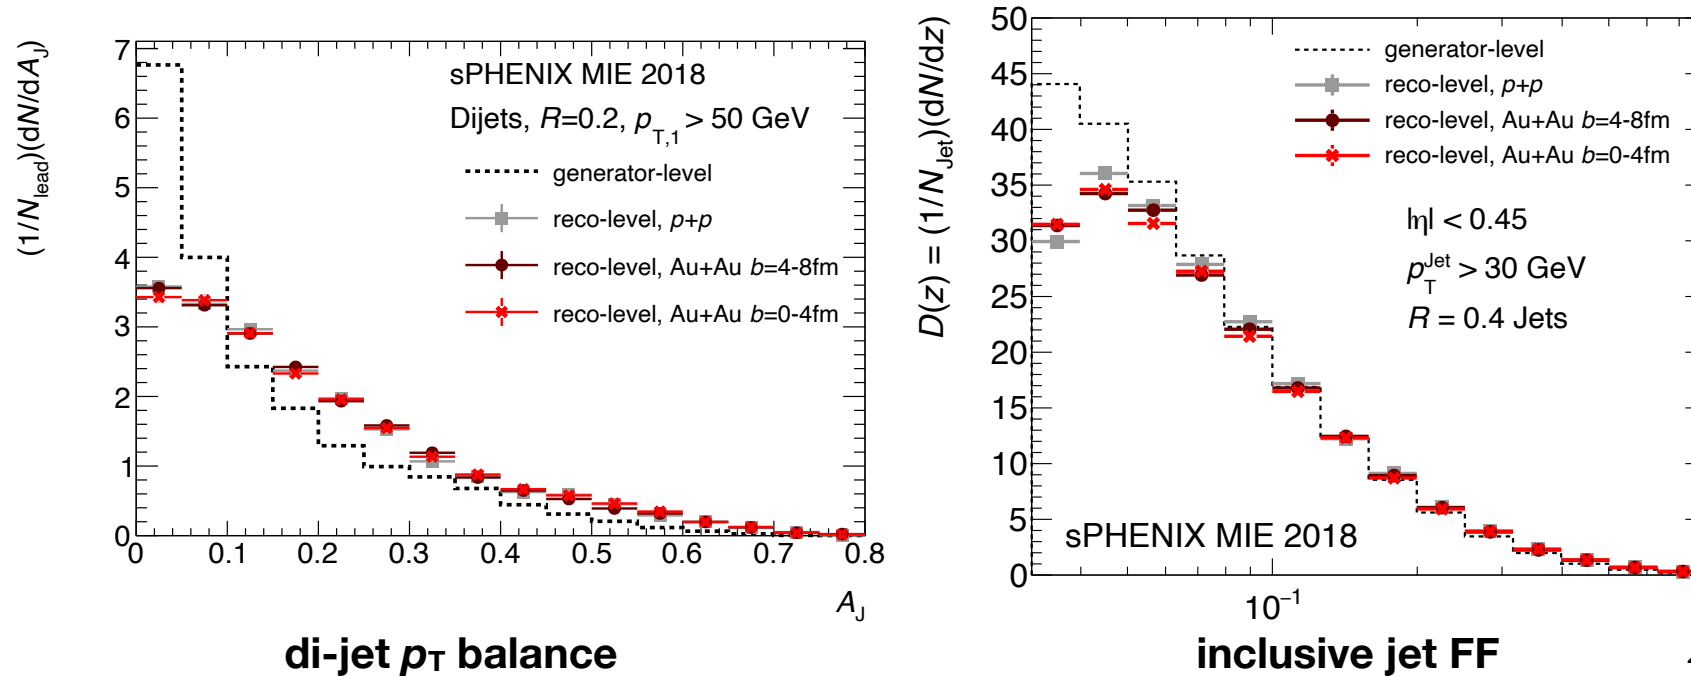 (1/N_lead)(dN/dA_J)
7
6
5
4
3
2
1
0
sPHENIX MIE 2018
Dijets, R=0.2, p_T,1 > 50 GeV
generator-level
reco-level, p+p
reco-level, Au+Au b=4-8fm
reco-level, Au+Au b=0-4fm
0 0.1 0.2 0.3 0.4 0.5 0.6 0.7 0.8
A_J
di-jet p_T balance
D(z) = (1/N_Jet)(dN/dz)
50
45
40
35
30
25
20
15
10
5
0
generator-level
reco-level, p+p
reco-level, Au+Au b=4-8fm
reco-level, Au+Au b=0-4fm
|η| < 0.45
p_T^Jet > 30 GeV
R = 0.4 Jets
sPHENIX MIE 2018
10⁻¹
inclusive jet FF